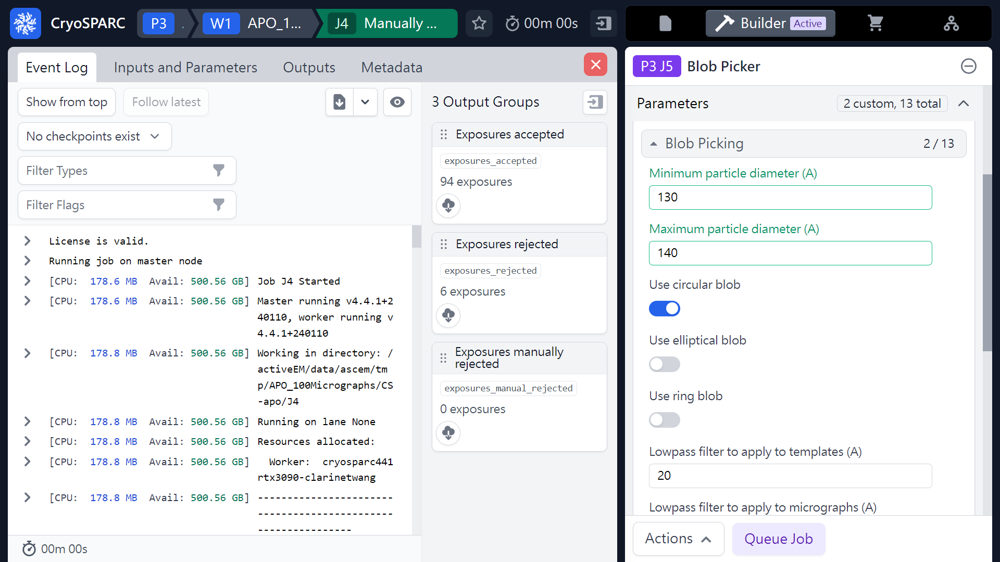 CryoSPARC
P3
W1 APO_1...
J4 Manually ...
00m 00s
Builder Active
Event Log
Inputs and Parameters
Outputs
Metadata
Show from top
Follow latest
No checkpoints exist
Filter Types
Filter Flags
License is valid.
Running job on master node
[CPU: 178.6 MB Avail: 500.56 GB] Job J4 Started
[CPU: 178.6 MB Avail: 500.56 GB] Master running v4.4.1+2
40110, worker running v
4.4.1+240110
[CPU: 178.8 MB Avail: 500.56 GB] Working in directory: /
activeEM/data/ascem/tm
p/APO_100Micrographs/CS
-apo/J4
[CPU: 178.8 MB Avail: 500.56 GB] Running on lane None
[CPU: 178.8 MB Avail: 500.56 GB] Resources allocated:
[CPU: 178.8 MB Avail: 500.56 GB] Worker: cryosparc441
rtx3090-clarinetwang
[CPU: 178.8 MB Avail: 500.56 GB] -----------------------
-----------------------
----------------
00m 00s
3 Output Groups
Exposures accepted
exposures_accepted
94 exposures
Exposures rejected
exposures_rejected
6 exposures
Exposures manually
rejected
exposures_manual_rejected
0 exposures
P3 J5 Blob Picker
Parameters
2 custom, 13 total
Blob Picking
2 / 13
Minimum particle diameter (A)
130
Maximum particle diameter (A)
140
Use circular blob
Use elliptical blob
Use ring blob
Lowpass filter to apply to templates (A)
20
Lowpass filter to apply to micrographs (A)
Actions
Queue Job